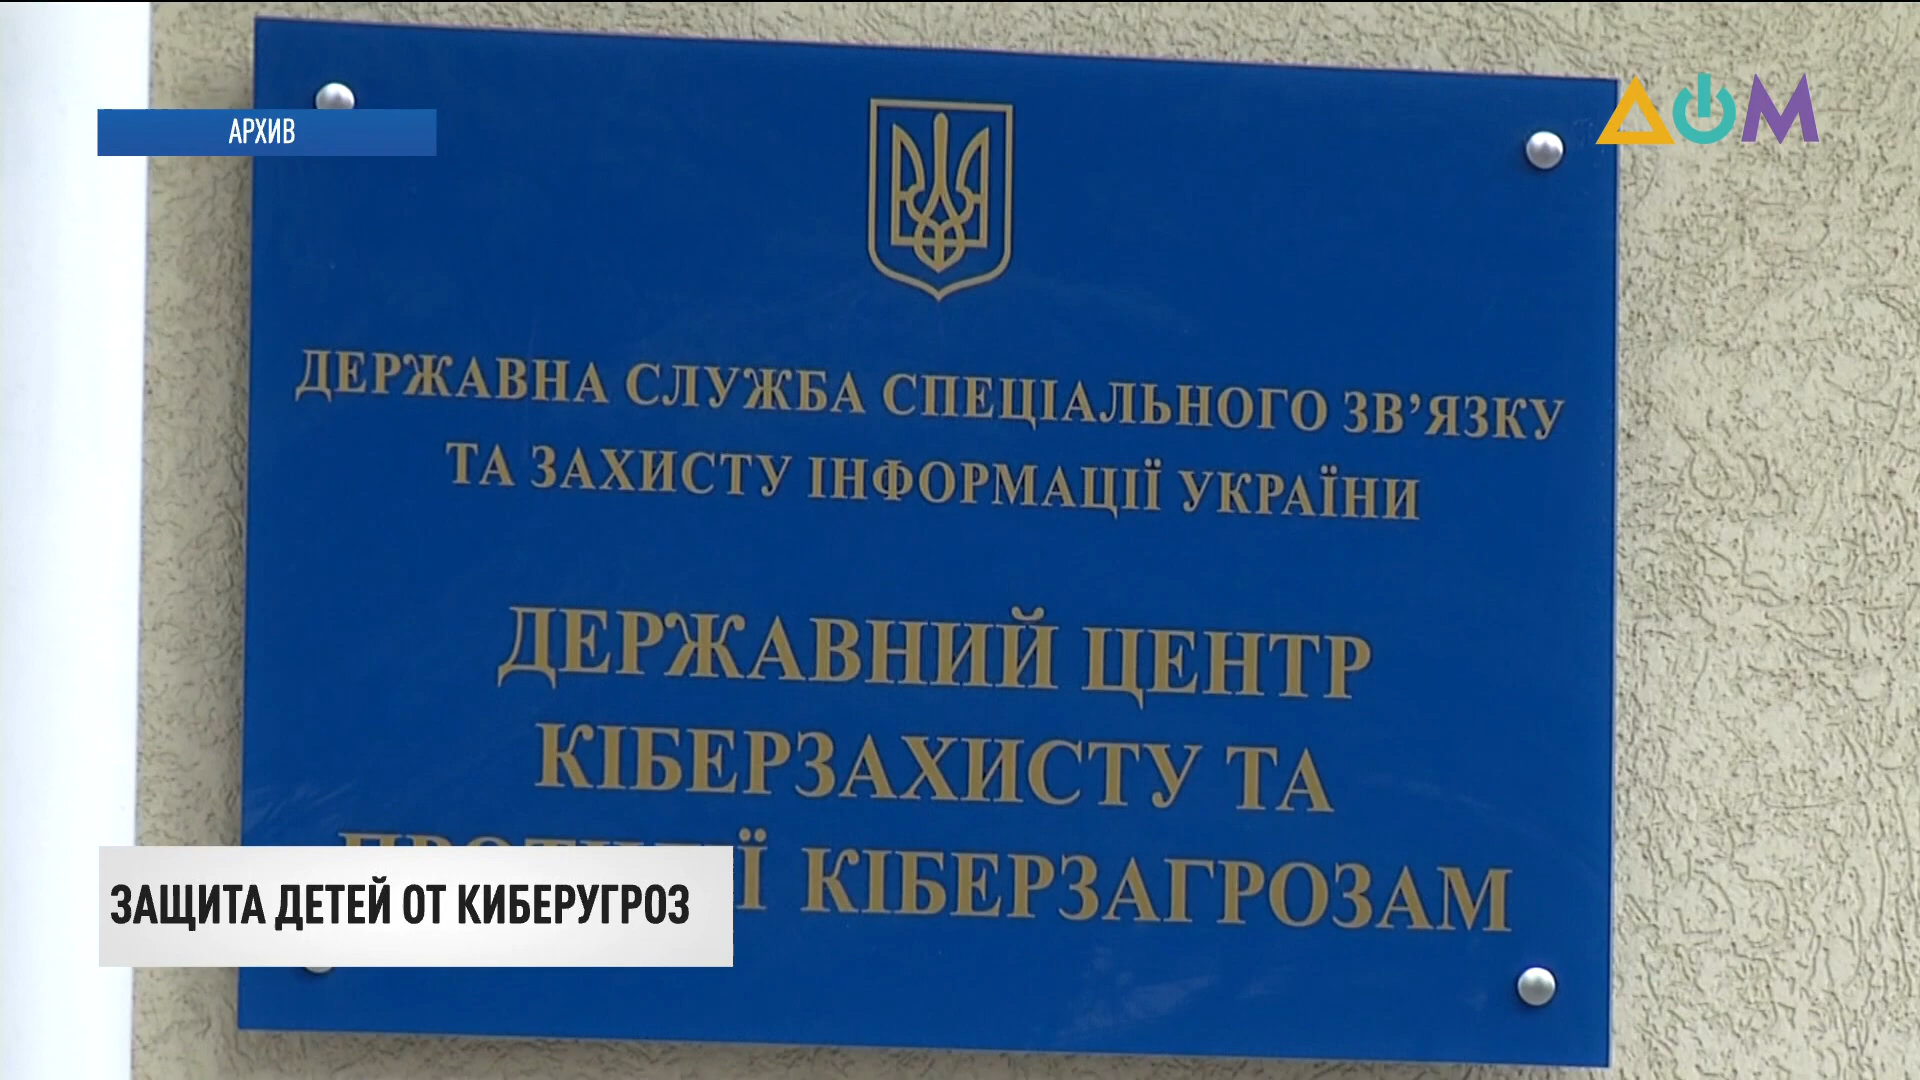 АРХИВ
ДОМ
ДЕРЖАВНА СЛУЖБА СПЕЦІАЛЬНОГО ЗВ’ЯЗКУ
ТА ЗАХИСТУ ІНФОРМАЦІЇ УКРАЇНИ
ДЕРЖАВНИЙ ЦЕНТР
КІБЕРЗАХИСТУ ТА
КІБЕРЗАГРОЗАМ
ЗАЩИТА ДЕТЕЙ ОТ КИБЕРУГРОЗ